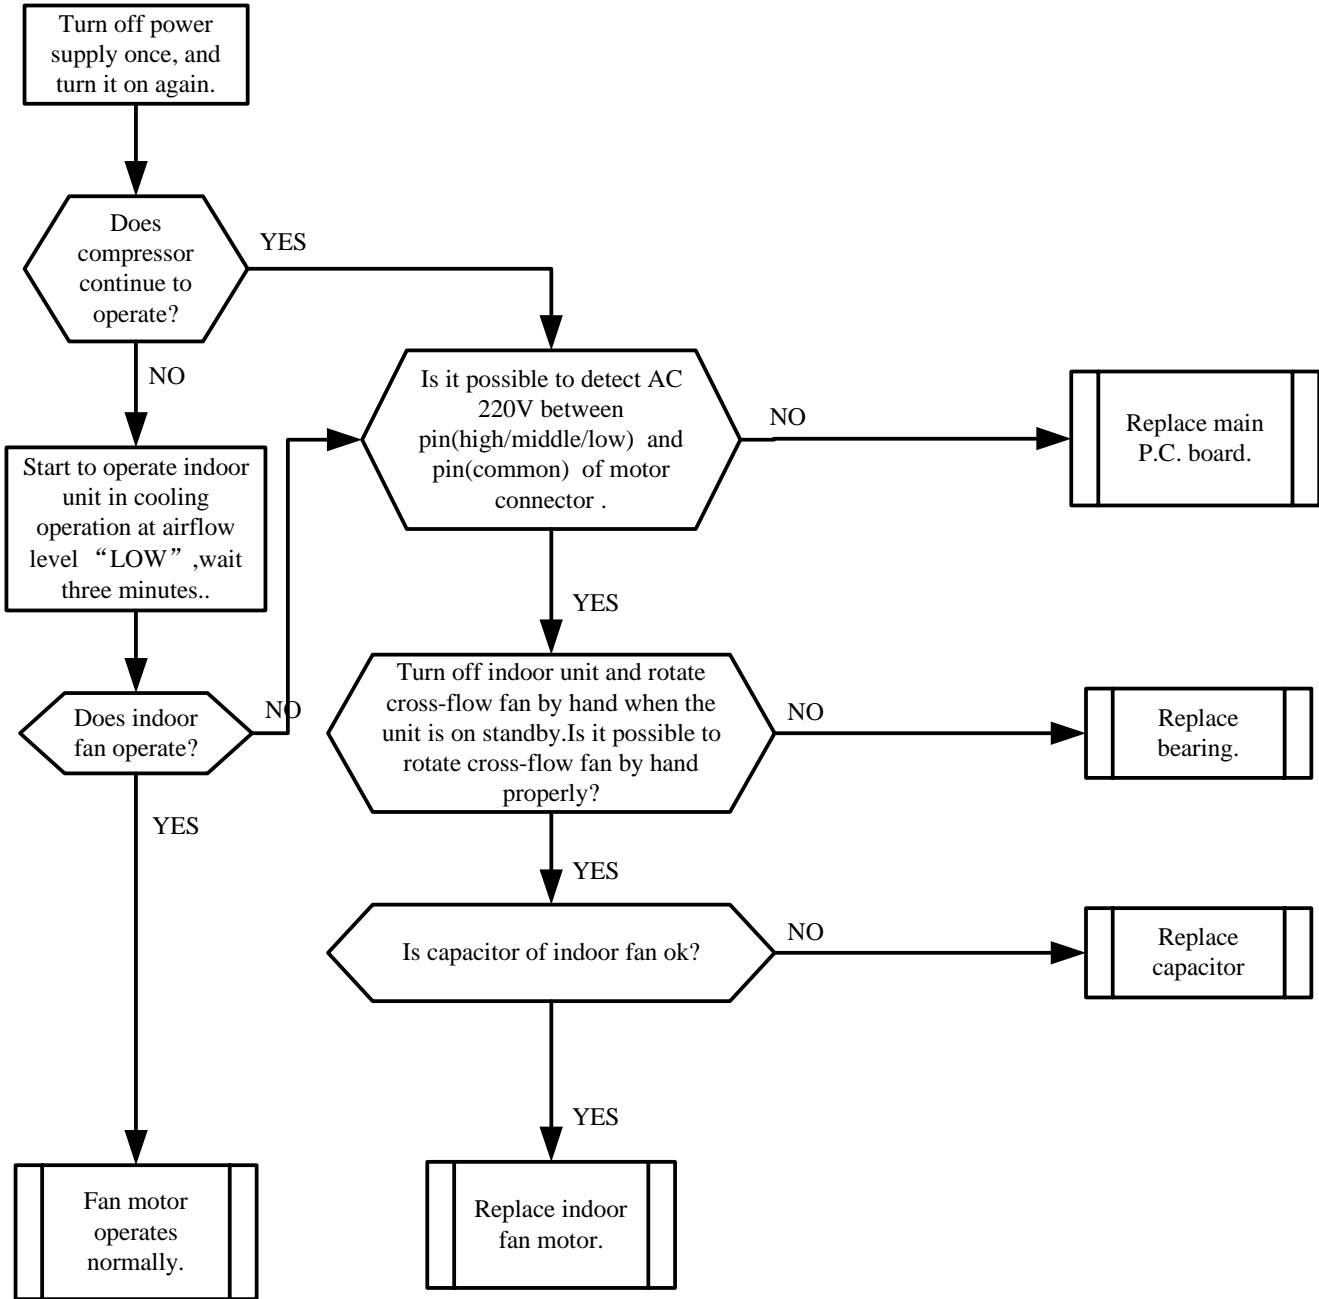 Turn off power
supply once, and
turn it on again.
Does
compressor
continue to
operate?
YES
NO
Is it possible to detect AC
220V between
pin(high/middle/low)  and
pin(common)  of motor
connector .
NO
Replace main
P.C. board.
Start to operate indoor
unit in cooling
operation at airflow
level “LOW”,wait
three minutes..
YES
Does indoor
fan operate?
NO
Turn off indoor unit and rotate
cross-flow fan by hand when the
unit is on standby.Is it possible to
rotate cross-flow fan by hand
properly?
NO
Replace
bearing.
YES
YES
Is capacitor of indoor fan ok?
NO
Replace
capacitor
YES
Fan motor
operates
normally.
Replace indoor
fan motor.